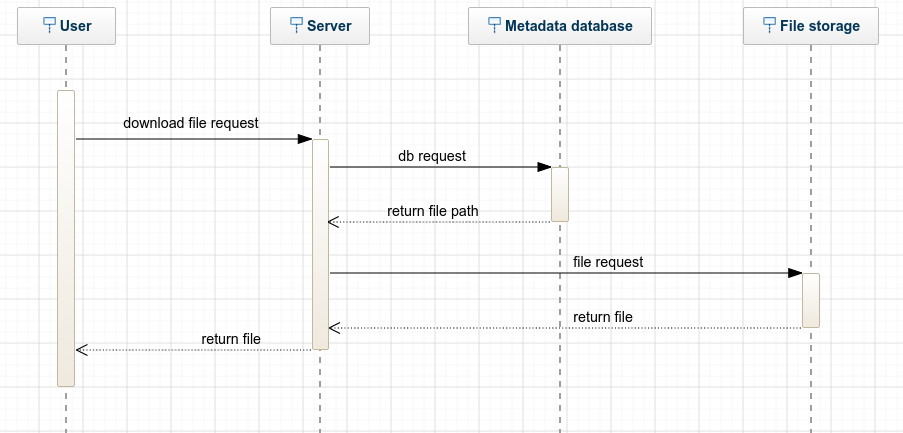 User
Server
Metadata database
File storage
download file request
db request
return file path
file request
return file
return file